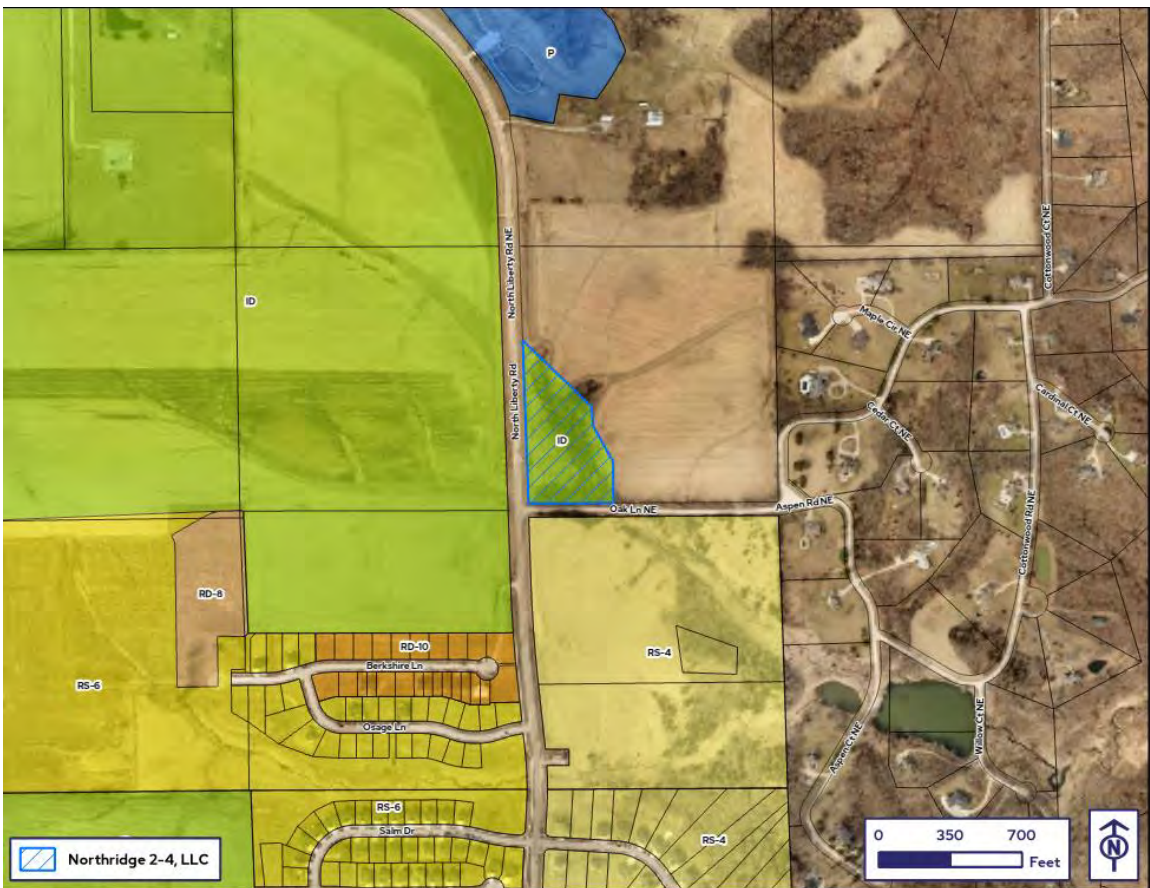 P
Cottonwood Ct NE
North Liberty Rd NE
ID
Maple Cir NE
North Liberty Rd
Cardinal Ct NE
Cedar Ct NE
ID
Oak Ln NE
Aspen Rd NE
Cottonwood Rd NE
RD-8
RD-10
RS-4
Berkshire Ln
RS-6
Osage Ln
Aspen Ct NE
Willow Ct NE
RS-6
Salm Dr
RS-4
Northridge 2-4, LLC
0 350 700
Feet
N